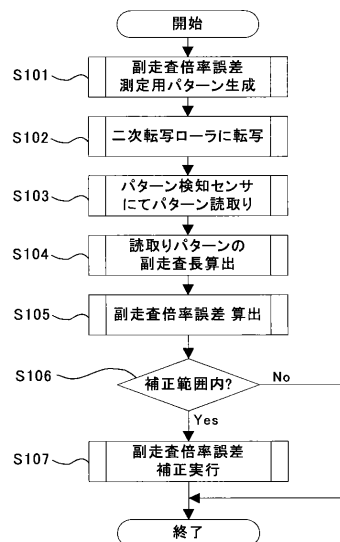 開始
S101
副走査倍率誤差
測定用パターン生成
S102
二次転写ローラに転写
S103
パターン検知センサ
にてパターン読取り
S104
読取りパターンの
副走査長算出
S105
副走査倍率誤差 算出
S106
補正範囲内?
No
Yes
S107
副走査倍率誤差
補正実行
終了